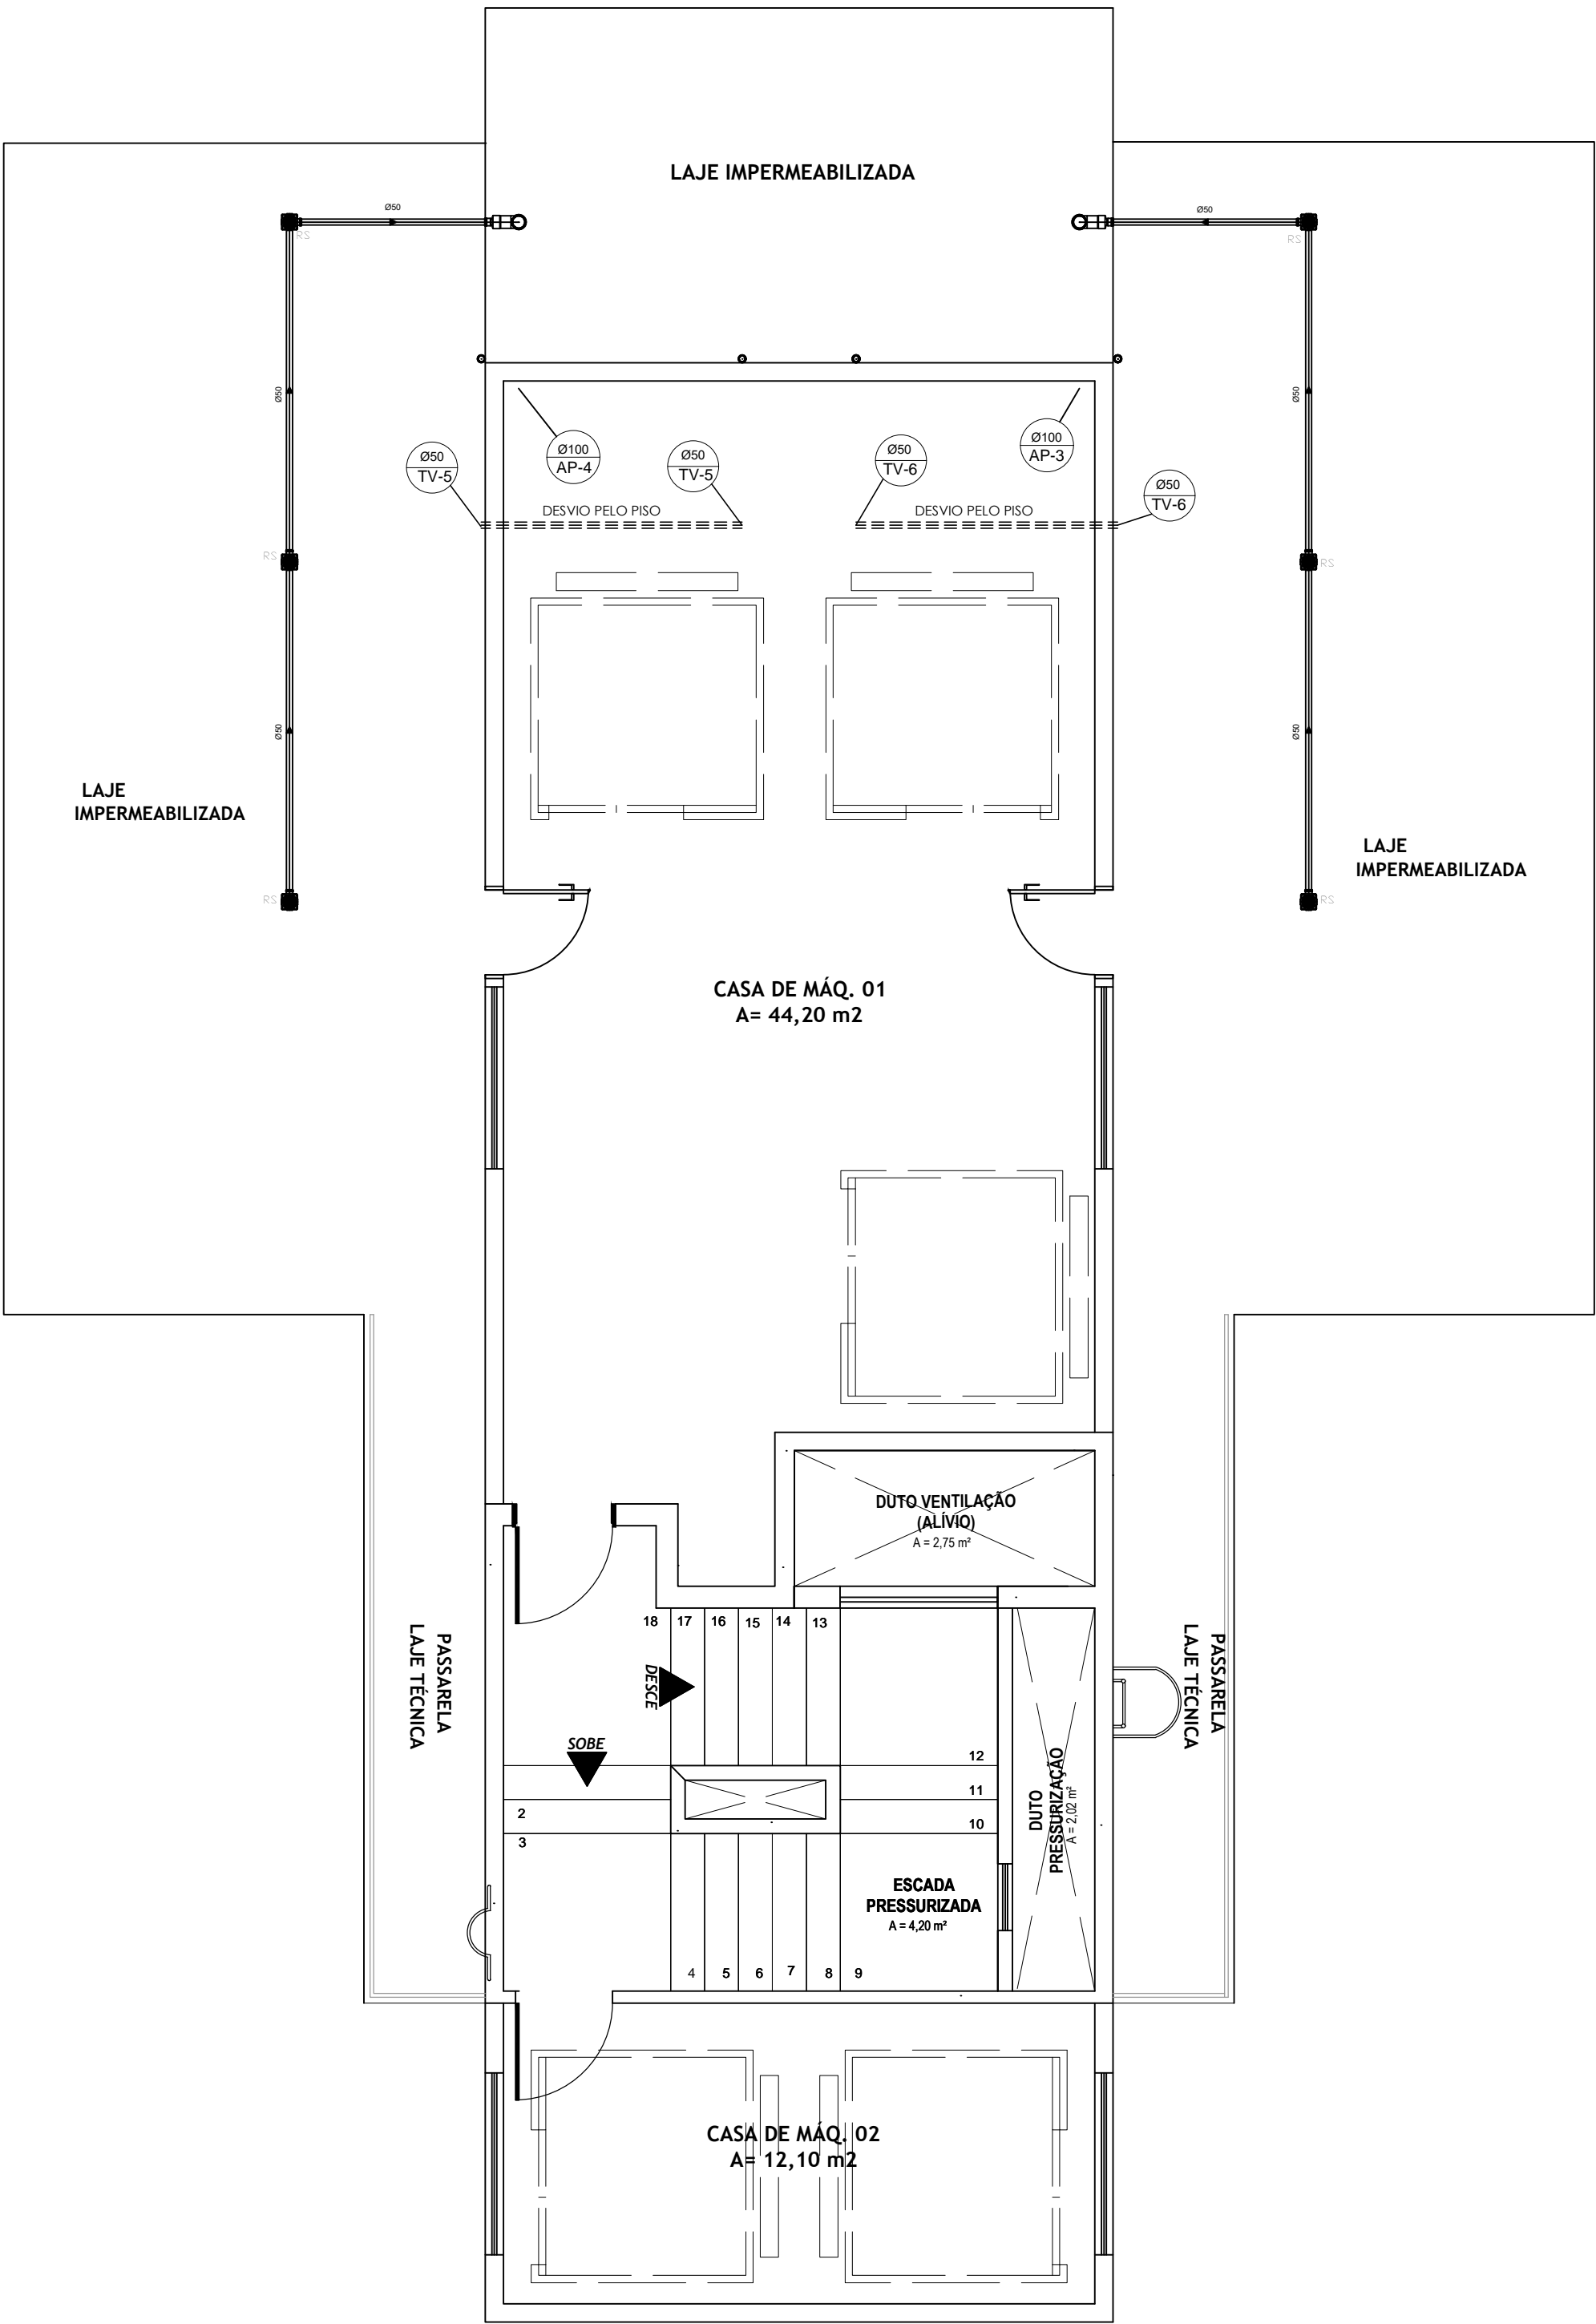 LAJE IMPERMEABILIZADA
Ø50
Ø50
RS
RS
Ø50
Ø50
Ø50
TV-5
Ø100
AP-4
Ø50
TV-5
Ø50
TV-6
Ø100
AP-3
Ø50
TV-6
DESVIO PELO PISO
DESVIO PELO PISO
RS
RS
Ø50
Ø50
LAJE
IMPERMEABILIZADA
LAJE
IMPERMEABILIZADA
RS
RS
CASA DE MÁQ. 01
A= 44,20 m2
DUTO VENTILAÇÃO
(ALÍVIO)
A = 2,75 m²
18
17
16
15
14
13
DESCE
SOBE
PASSARELA
LAJE TÉCNICA
PASSARELA
LAJE TÉCNICA
12
11
10
2
3
DUTO
PRESSURIZAÇÃO
A = 2,02 m²
ESCADA
PRESSURIZADA
A = 4,20 m²
4
5
6
7
8
9
CASA DE MÁQ. 02
A= 12,10 m2